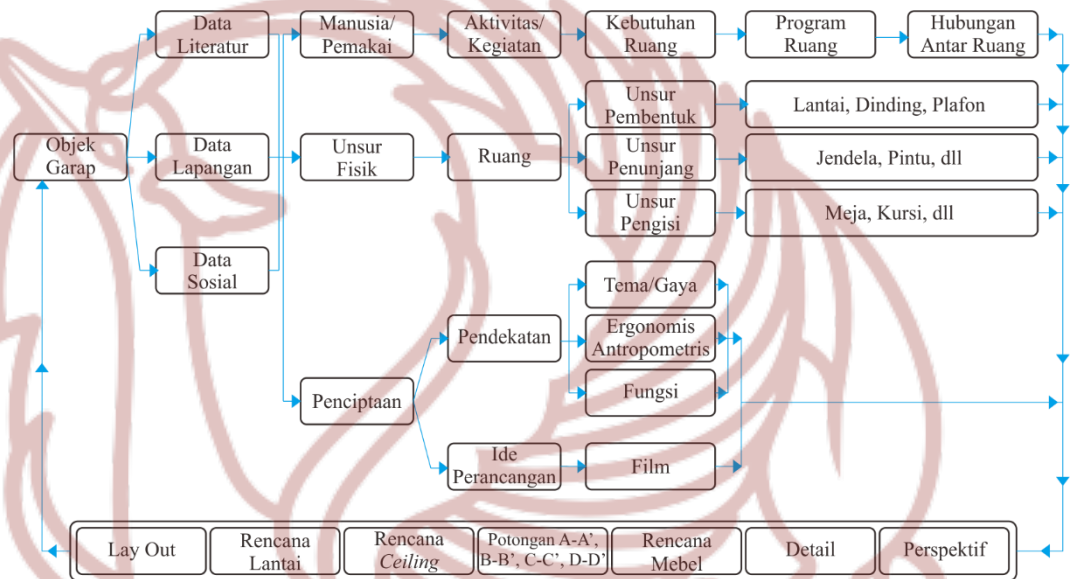 Data
Literatur
Manusia/
Pemakai
Aktivitas/
Kegiatan
Kebutuhan
Ruang
Program
Ruang
Hubungan
Antar Ruang
Unsur
Pembentuk
Lantai, Dinding, Plafon
Objek
Garap
Data
Lapangan
Unsur
Fisik
Ruang
Unsur
Penunjang
Jendela, Pintu, dll
Unsur
Pengisi
Meja, Kursi, dll
Data
Sosial
Tema/Gaya
Pendekatan
Ergonomis
Antropometris
Fungsi
Penciptaan
Ide
Perancangan
Film
Lay Out
Rencana
Lantai
Rencana
Ceiling
Potongan A-A’,
B-B’, C-C’, D-D’
Rencana
Mebel
Detail
Perspektif